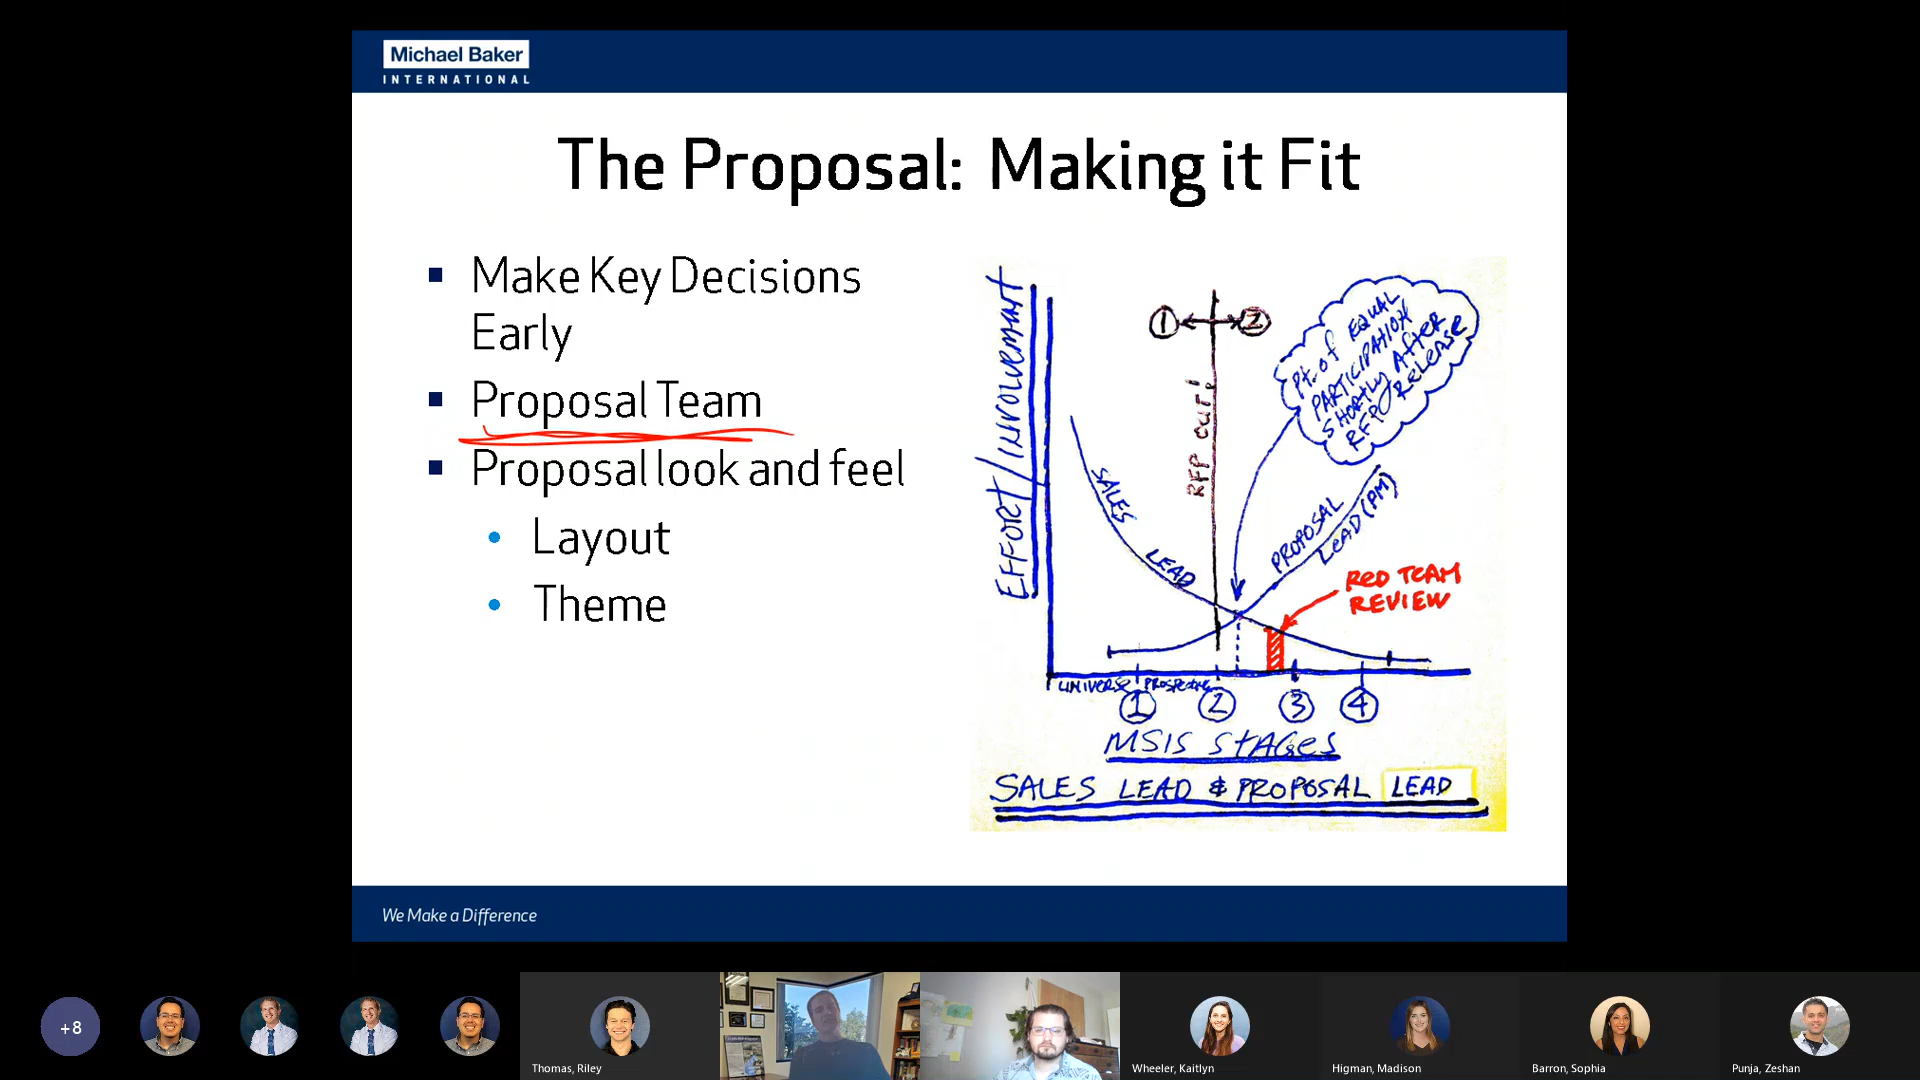 Michael Baker
INTERNATIONAL
The Proposal: Making it Fit
Make Key Decisions
Early
Proposal Team
Proposal look and feel
Layout
Theme
EFFORT/INVOLVEMENT
① ②
RFP OUT!
Pt. of EQUAL
PARTICIPATION
SHORTLY AFTER
RFP RELEASE
SALES
LEAD
PROPOSAL
LEAD (PM)
RED TEAM
REVIEW
UNIVERSE PROSPECTING
① ② ③ ④
MSIS STAGES
SALES LEAD & PROPOSAL LEAD
We Make a Difference
+8
Thomas, Riley
Wheeler, Kaitlyn
Higman, Madison
Barron, Sophia
Punja, Zeshan